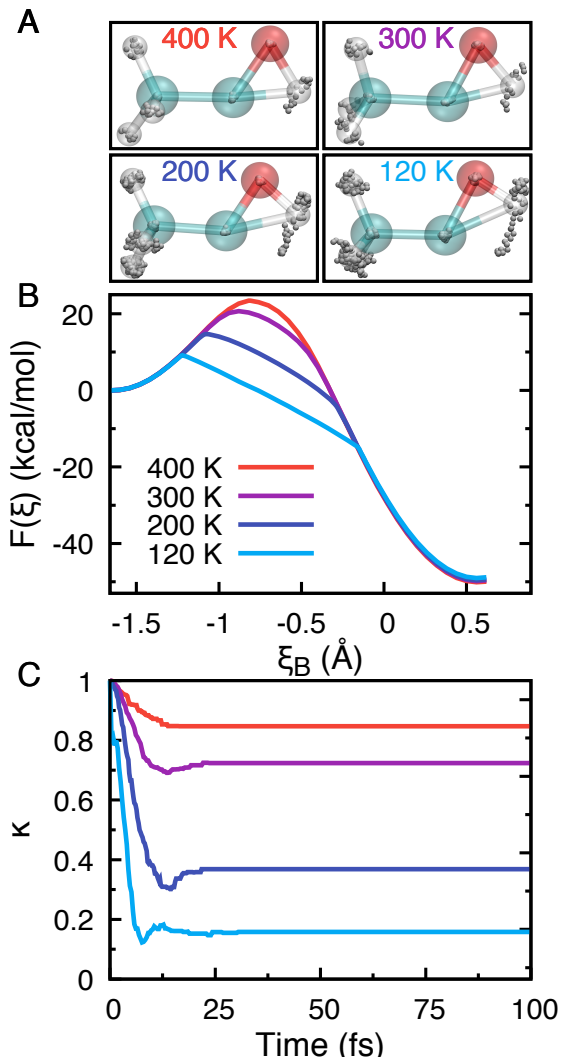 A
400 K
300 K
200 K
120 K
B
20
0
-20
-40
F(ξ) (kcal/mol)
400 K
300 K
200 K
120 K
-1.5 -1 -0.5 0 0.5
ξB (Å)
C
1
0.8
0.6
0.4
0.2
0
κ
0 25 50 75 100
Time (fs)